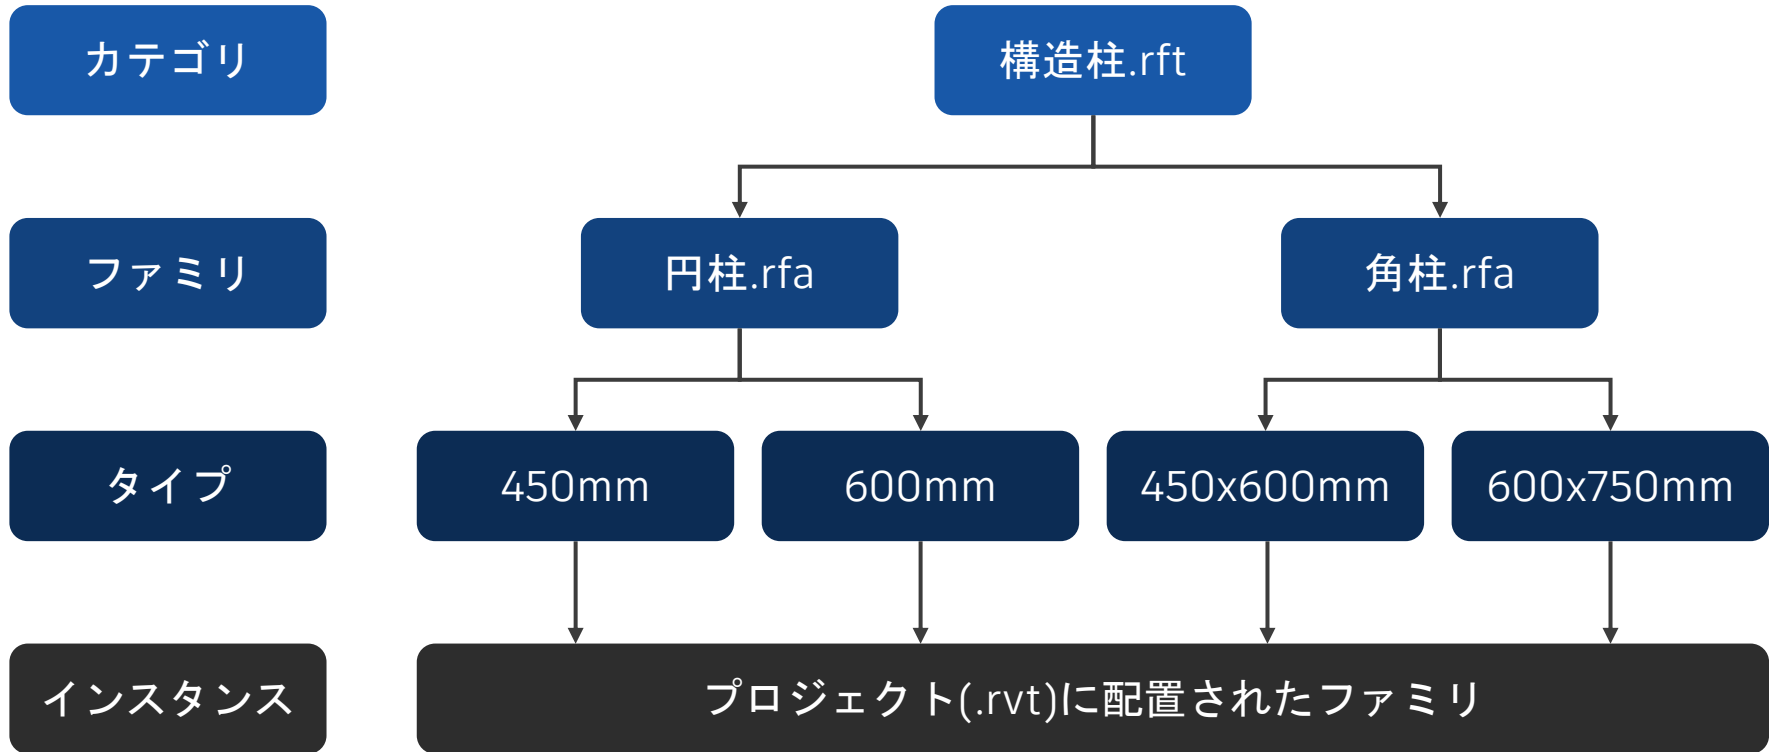 カテゴリ
構造柱.rft
ファミリ
円柱.rfa
角柱.rfa
タイプ
450mm
600mm
450x600mm
600x750mm
インスタンス
プロジェクト(.rvt)に配置されたファミリ